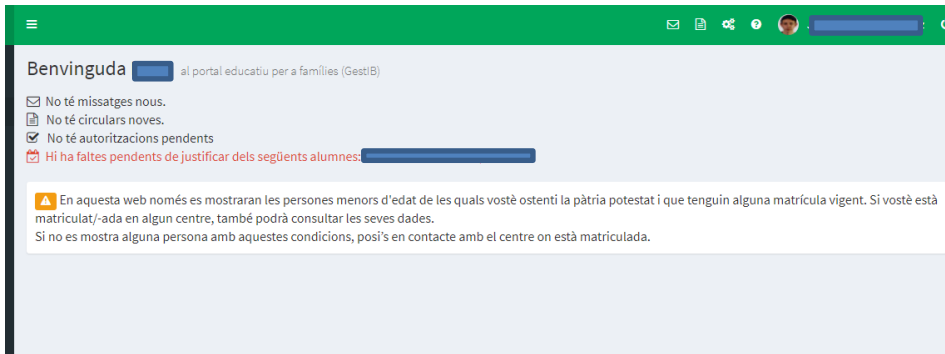 Benvinguda al portal educatiu per a famílies (GestIB)
No té missatges nous.
No té circulars noves.
No té autoritzacions pendents
Hi ha faltes pendents de justificar dels següents alumnes:
En aquesta web només es mostraran les persones menors d'edat de les quals vostè ostenti la pàtria potestat i que tenguin alguna matrícula vigent. Si vostè està
matriculat/-ada en algun centre, també podrà consultar les seves dades.
Si no es mostra alguna persona amb aquestes condicions, posi's en contacte amb el centre on està matriculada.